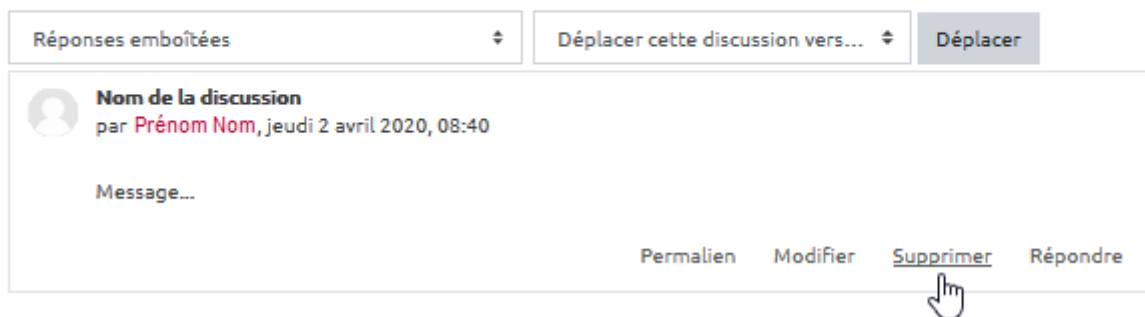 Réponses emboîtées Déplacer cette discussion vers... Déplacer
Nom de la discussion
par Prénom Nom, jeudi 2 avril 2020, 08:40
Message...
Permalien Modifier Supprimer Répondre